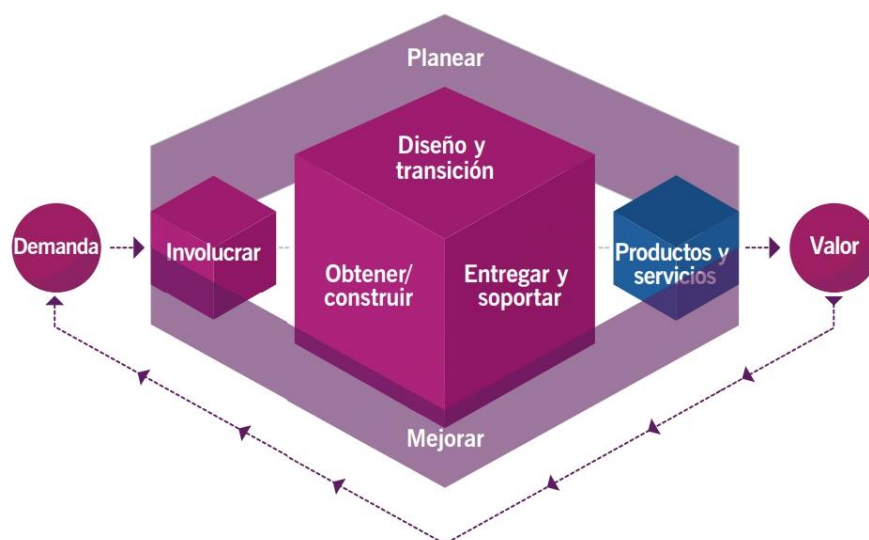 Planear
Diseño y
transición
Demanda
Involucrar
Obtener/
construir
Entregar y
soportar
Productos y
servicios
Valor
Mejorar